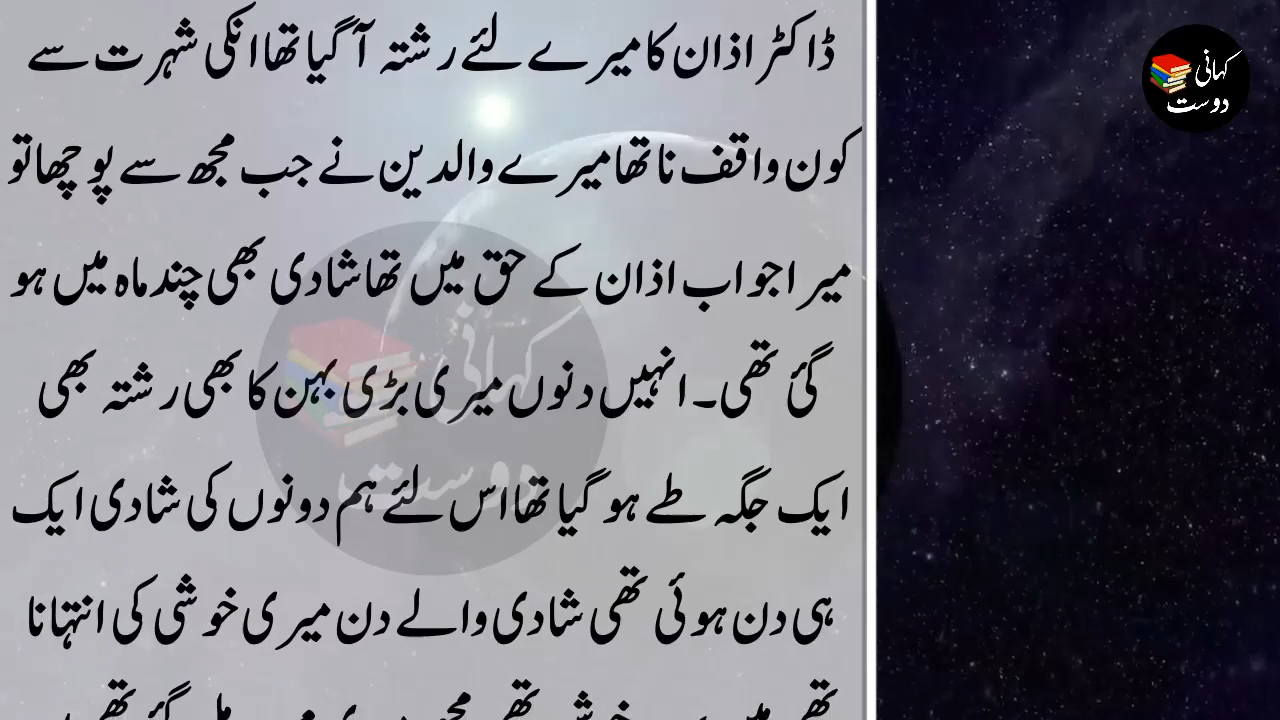 ڈاکٹر اذان کا میرے لئے رشتہ آ گیا تھا انکی شہرت سے
کون واقف نا تھا میرے والدین نے جب مجھ سے پوچھا تو
میرا جواب اذان کے حق میں تھا شادی بھی چند ماہ میں ہو
گئ تھی۔ انہیں دنوں میری بڑی بہن کا بھی رشتہ بھی
ایک جگہ طے ہو گیا تھا اس لئے ہم دونوں کی شادی ایک
ہی دن ہوئی تھی شادی والے دن میری خوشی کی انتہا نا
کہانی
دوست
کہانی
دوست